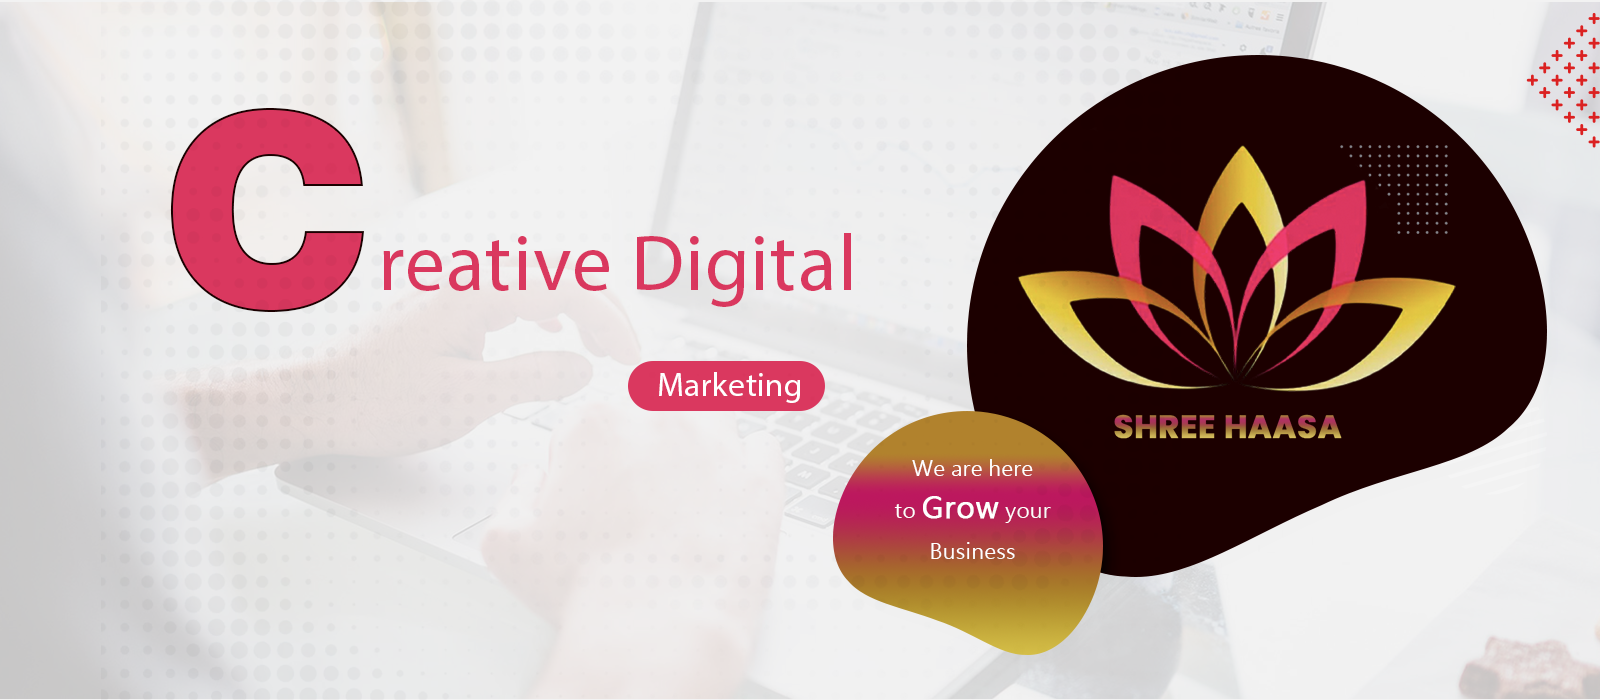 Creative Digital
Marketing
SHREE HAASA
We are here
to Grow your
Business